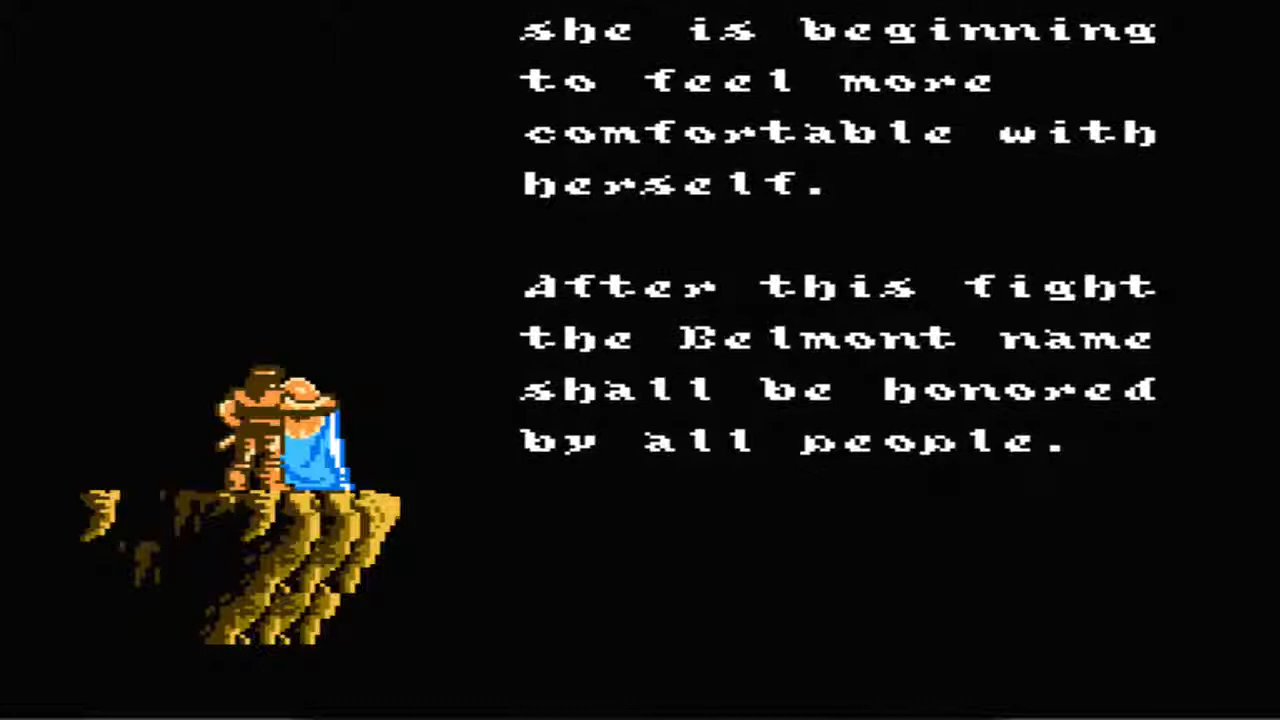 she is beginning
to feel more
comfortable with
herself.
After this fight
the Belmont name
shall be honored
by all people.